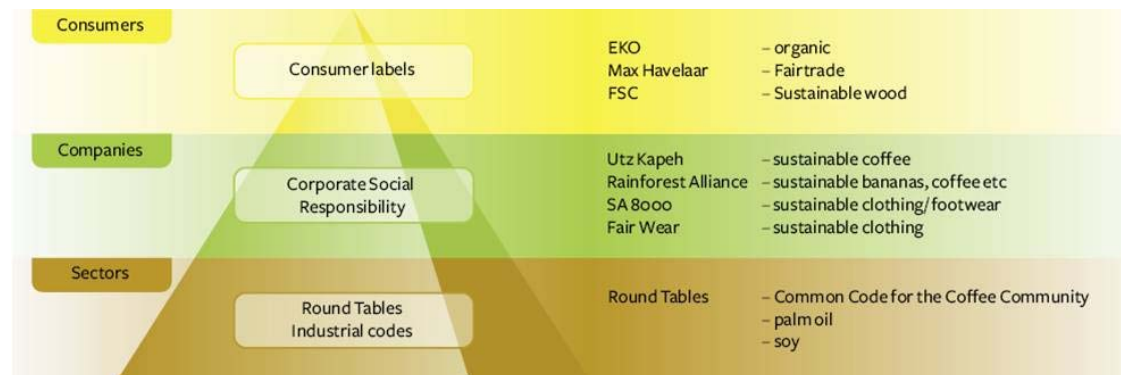 Consumers
Consumer labels
EKO – organic
Max Havelaar – Fairtrade
FSC – Sustainable wood
Companies
Corporate Social
Responsibility
Utz Kapeh – sustainable coffee
Rainforest Alliance – sustainable bananas, coffee etc
SA 8000 – sustainable clothing/footwear
Fair Wear – sustainable clothing
Sectors
Round Tables
Industrial codes
Round Tables – Common Code for the Coffee Community
– palm oil
– soy